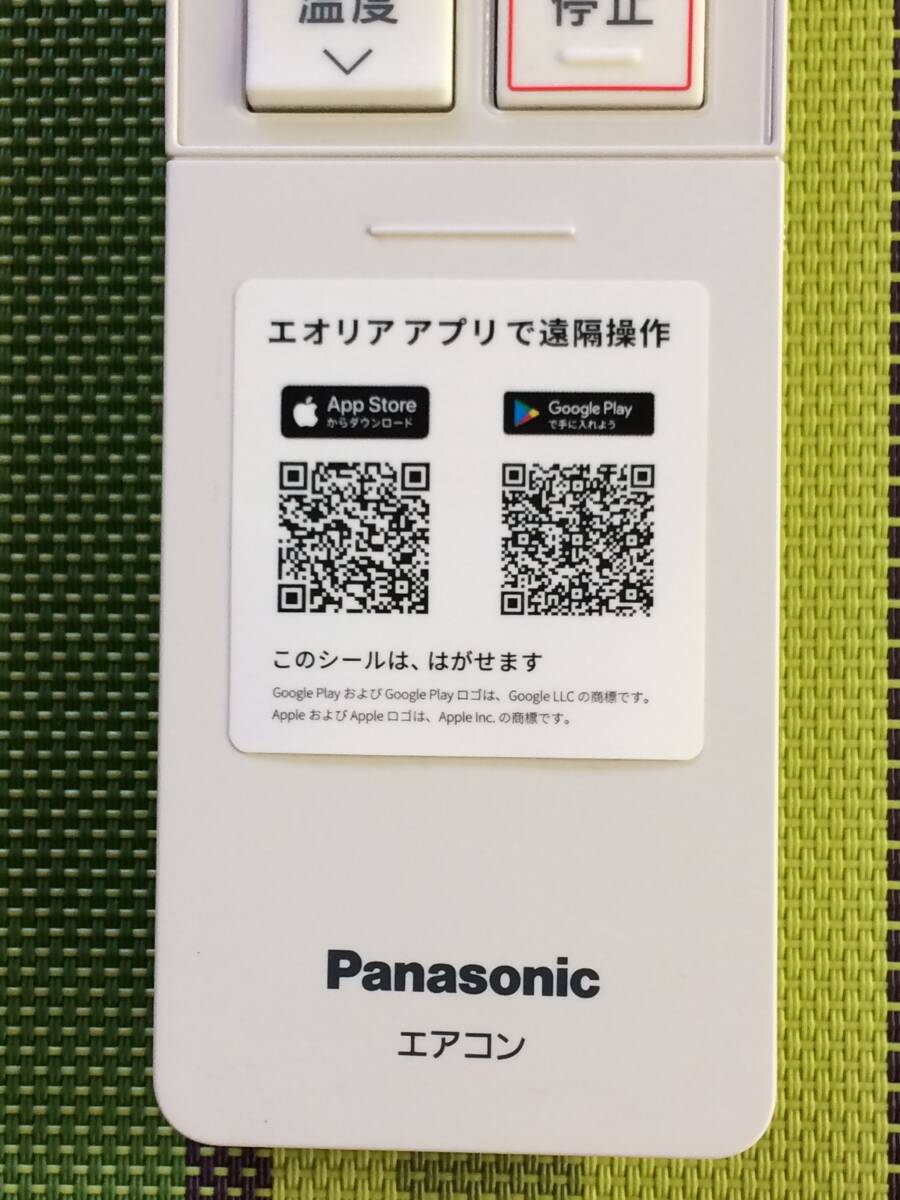 温度
停止
エオリア アプリで遠隔操作
App Store
からダウンロード
Google Play
で手に入れよう
このシールは、はがせます
Google Play および Google Play ロゴは、Google LLC の商標です。
Apple および Apple ロゴは、Apple Inc. の商標です。
Panasonic
エアコン